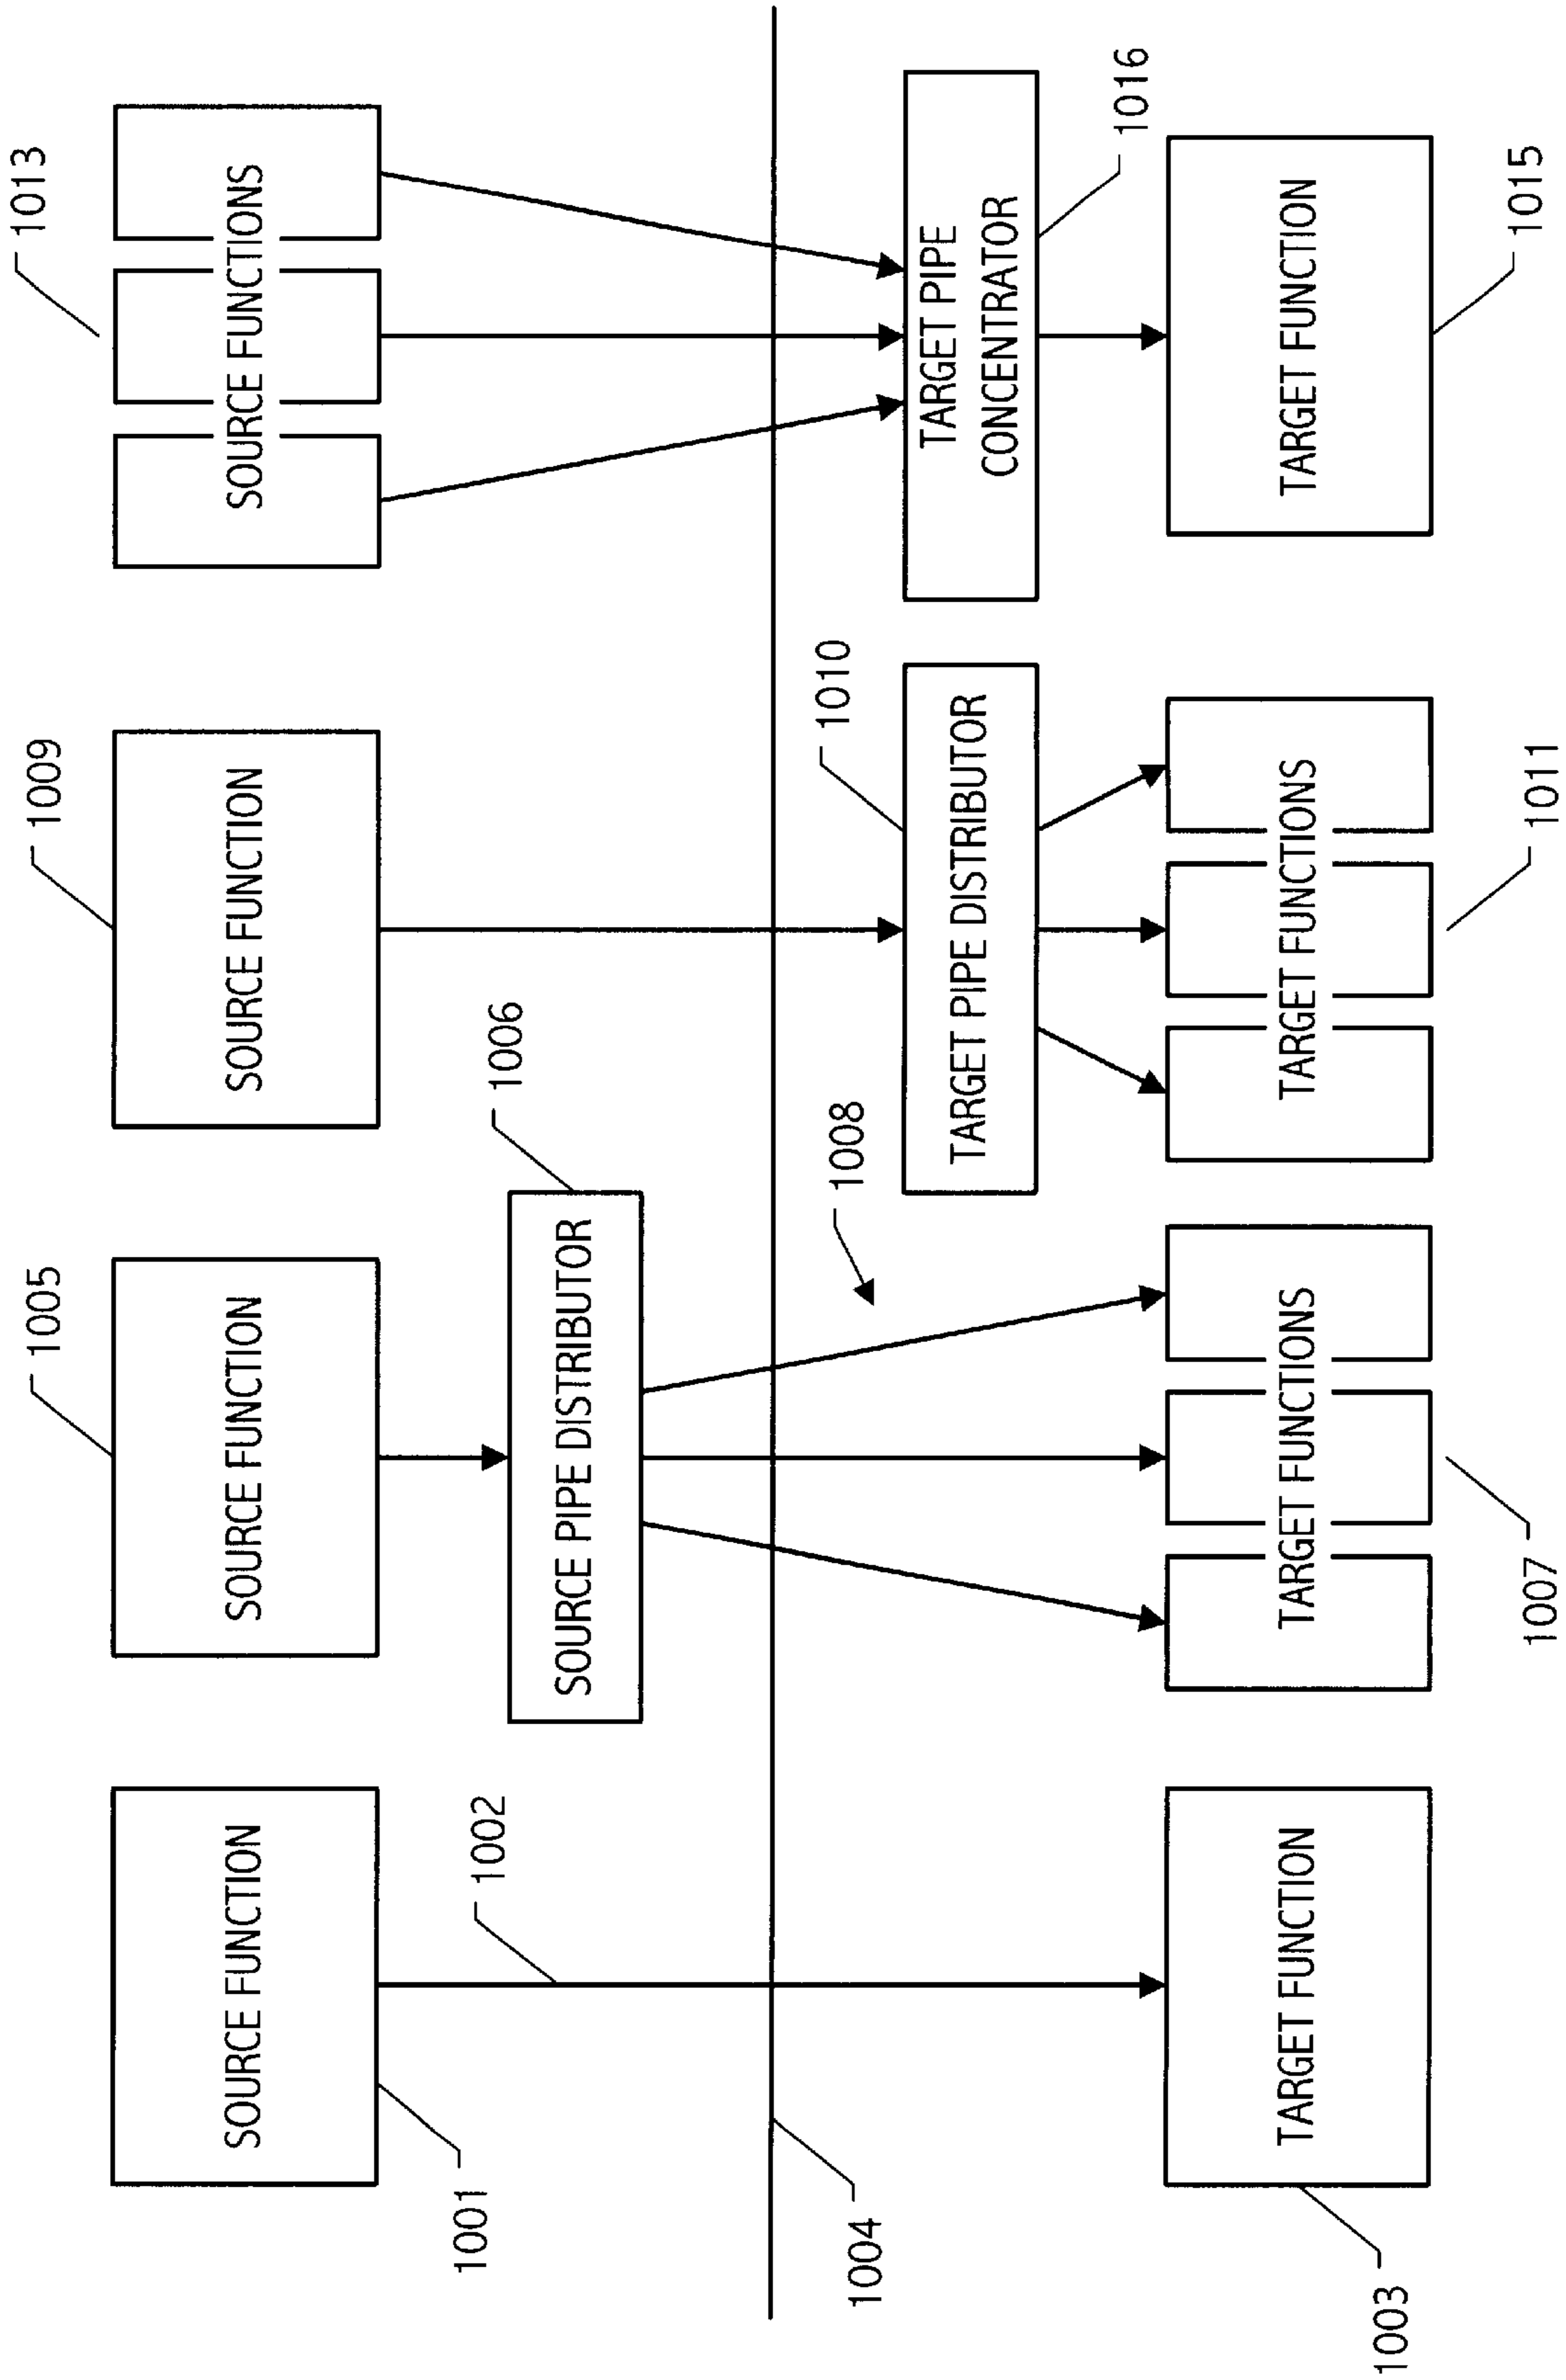 1005
1009
1013
SOURCE FUNCTION
SOURCE FUNCTION
SOURCE FUNCTION
SOURCE FUNCTIONS
1001
1002
1006
SOURCE PIPE DISTRIBUTOR
1004
1008
1010
TARGET PIPE DISTRIBUTOR
TARGET PIPE
CONCENTRATOR
1016
TARGET FUNCTION
TARGET FUNCTIONS
TARGET FUNCTIONS
TARGET FUNCTION
1003
1007
1011
1015